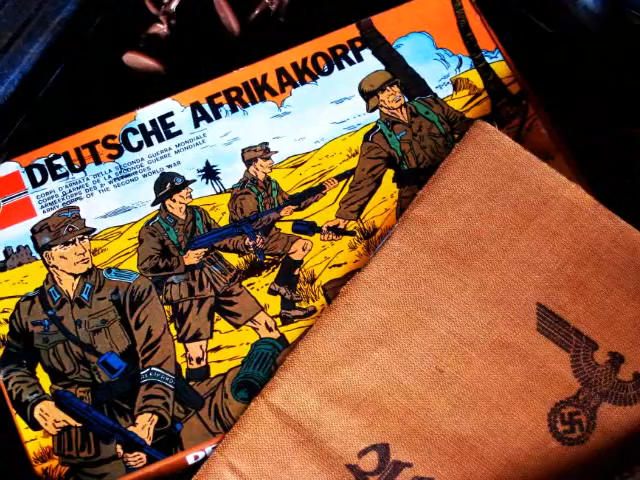 DEUTSCHE AFRIKAKORP
CORPI D'ARMATA DELLA SECONDA GUERRA MONDIALE
CORPS D'ARMEE DE LA SECONDE GUERRE MONDIALE
ARMEEKORPS DES 2. WELTKRIEGES
ARMY CORPS OF THE SECOND WORLD WAR